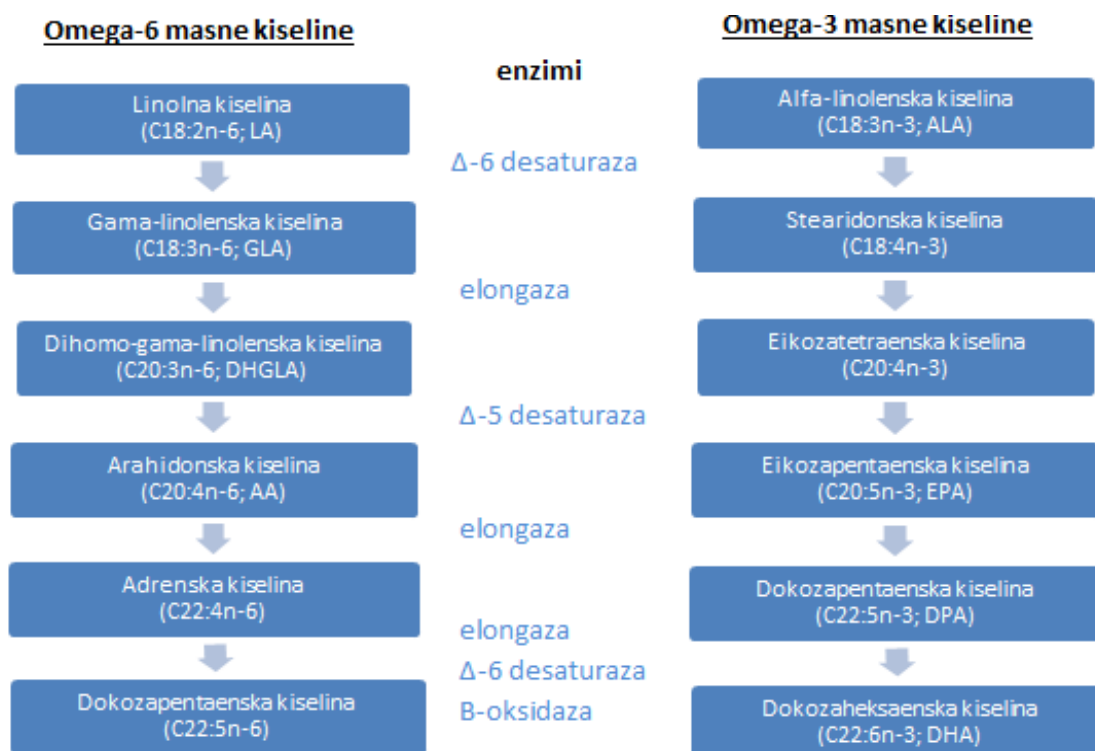 Omega-6 masne kiseline
Linolna kiselina
(C18:2n-6; LA)
Gama-linolenska kiselina
(C18:3n-6; GLA)
Dihomo-gama-linolenska kiselina
(C20:3n-6; DHGLA)
Arahidonska kiselina
(C20:4n-6; AA)
Adrenska kiselina
(C22:4n-6)
Dokozapentaenska kiselina
(C22:5n-6)
enzimi
Δ-6 desaturaza
elongaza
Δ-5 desaturaza
elongaza
elongaza
Δ-6 desaturaza
B-oksidaza
Omega-3 masne kiseline
Alfa-linolenska kiselina
(C18:3n-3; ALA)
Stearidonska kiselina
(C18:4n-3)
Eikozatetraenska kiselina
(C20:4n-3)
Eikozapentaenska kiselina
(C20:5n-3; EPA)
Dokozapentaenska kiselina
(C22:5n-3; DPA)
Dokozaheksaenska kiselina
(C22:6n-3; DHA)